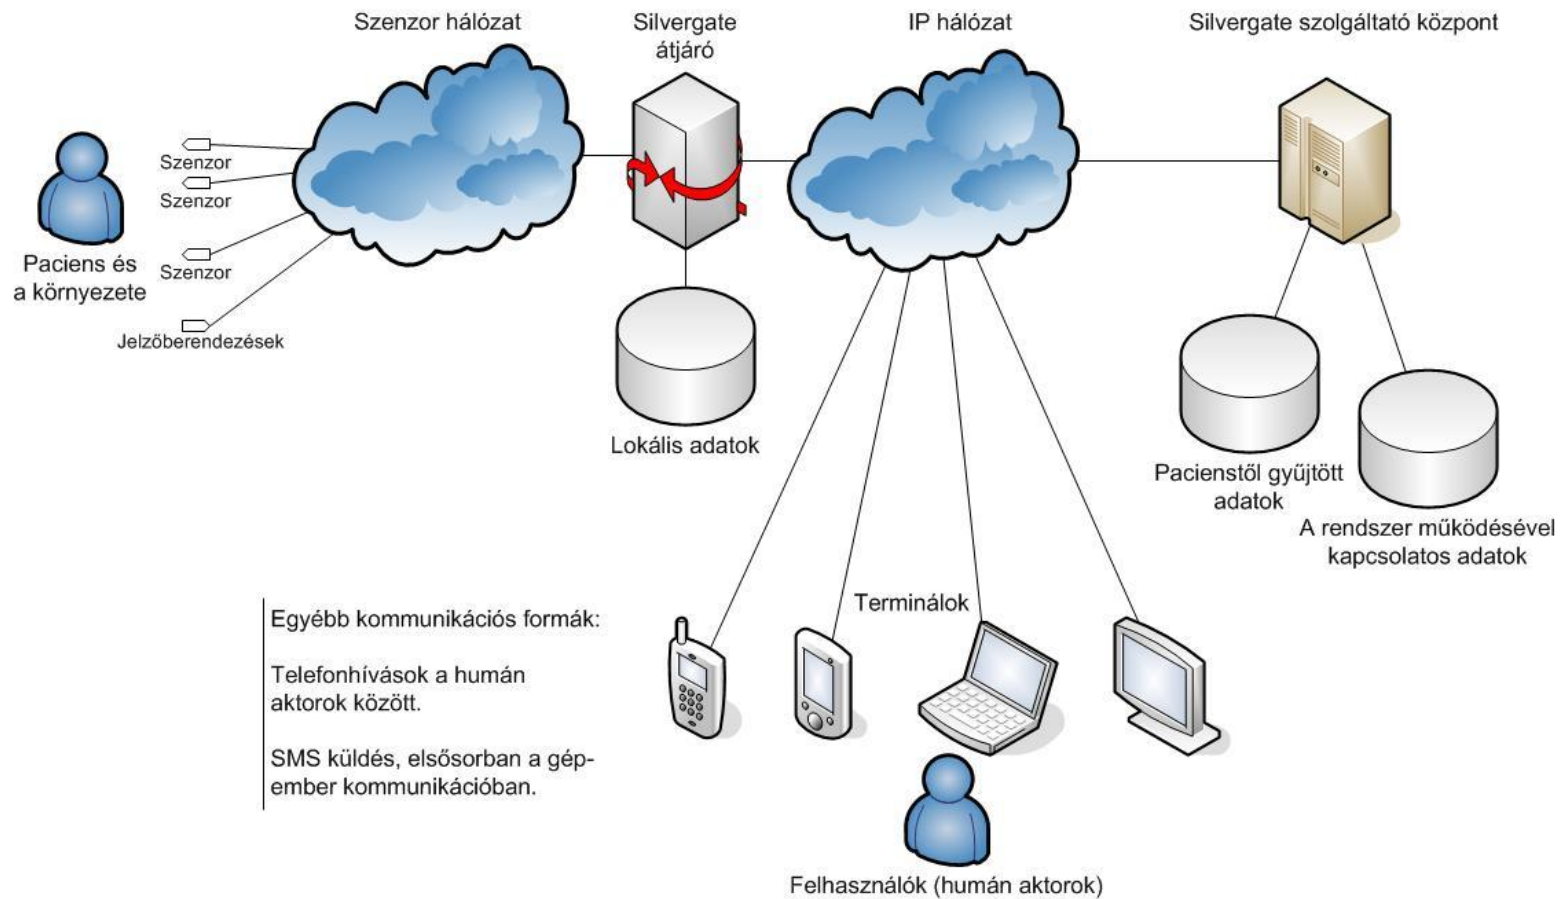 Szenzor hálózat
Silvergate
átjáró
IP hálózat
Silvergate szolgáltató központ
Szenzor
Szenzor
Szenzor
Paciens és
a környezete
Jelzőberendezések
Lokális adatok
Pacienstől gyűjtött
adatok
A rendszer működésével
kapcsolatos adatok
Terminálok
Egyébb kommunikációs formák:
Telefonhívások a humán
aktorok között.
SMS küldés, elsősorban a gép-
ember kommunikációban.
Felhasználók (humán aktorok)